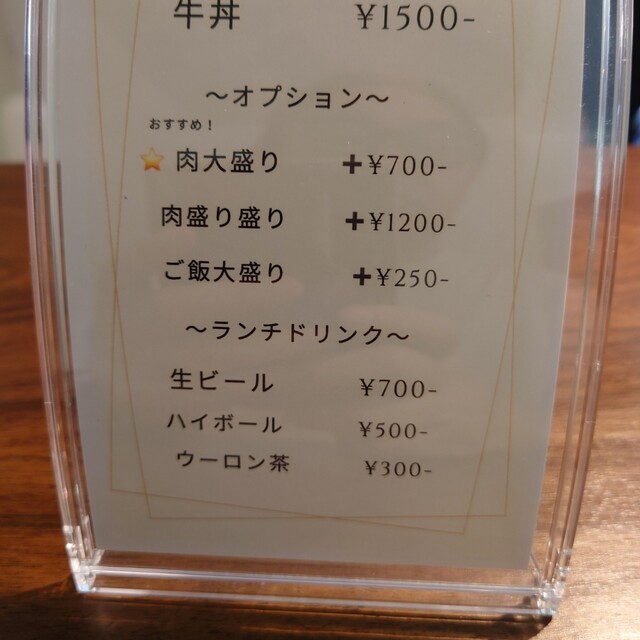 牛丼 ¥1500-
～オプション～
おすすめ！
肉大盛り +¥700-
肉盛り盛り +¥1200-
ご飯大盛り +¥250-
～ランチドリンク～
生ビール ¥700-
ハイボール ¥500-
ウーロン茶 ¥300-